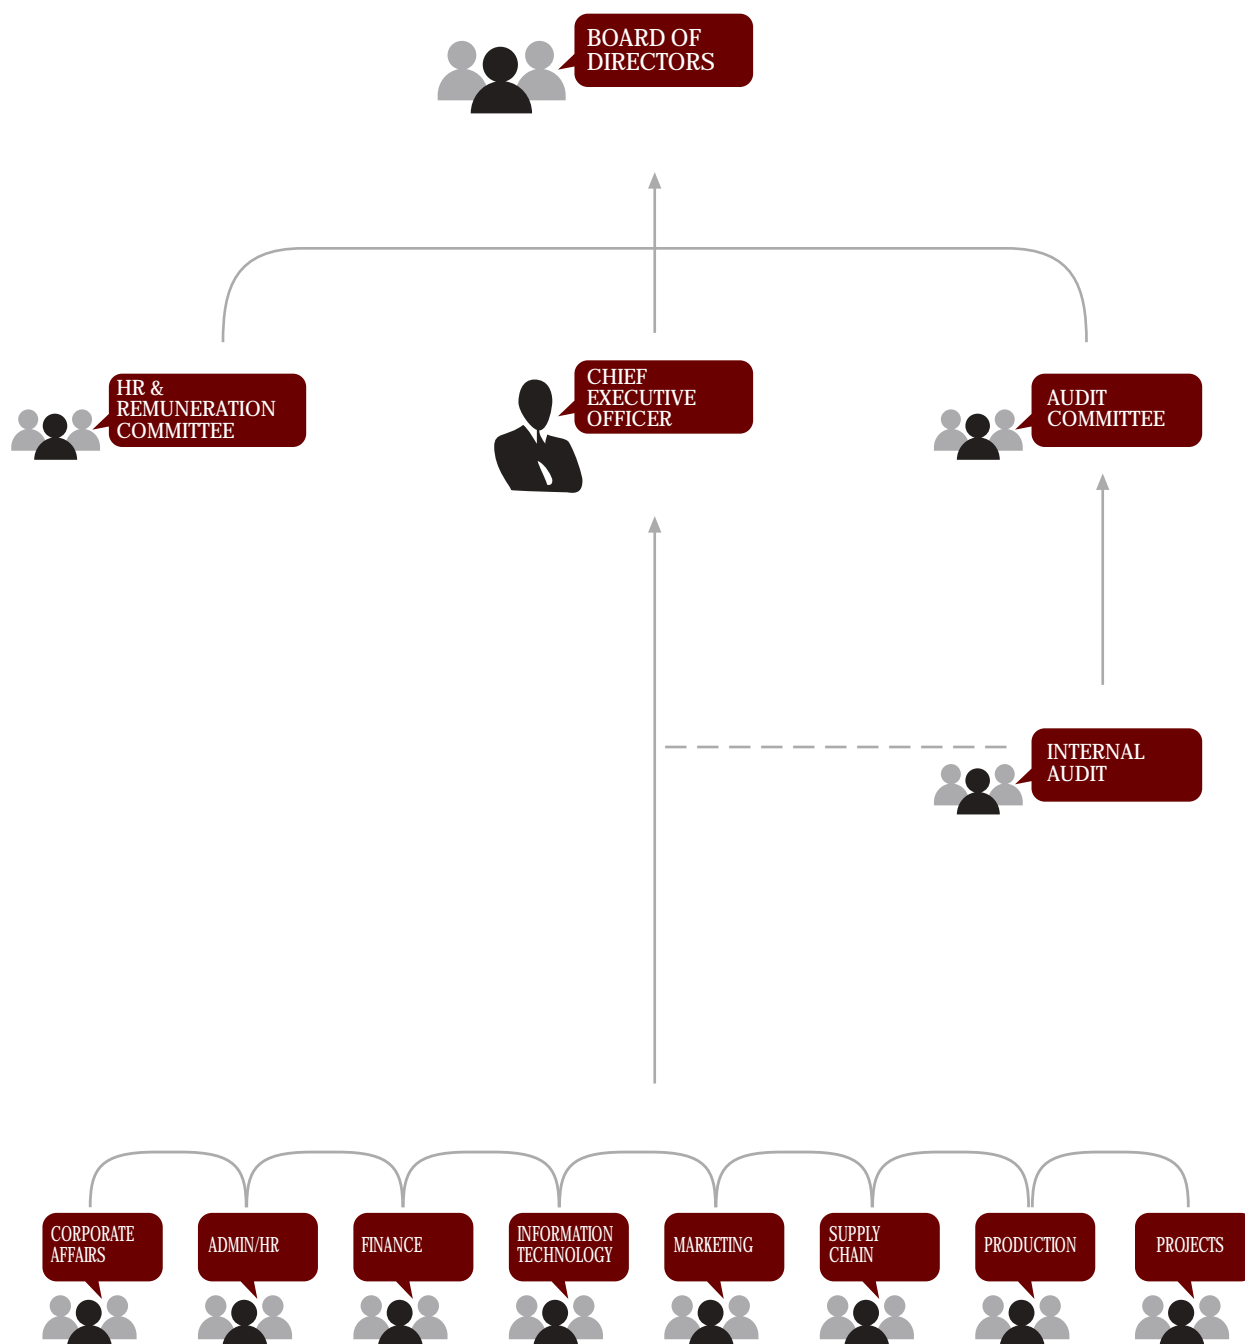 BOARD OF
DIRECTORS
HR &
REMUNERATION
COMMITTEE
CHIEF
EXECUTIVE
OFFICER
AUDIT
COMMITTEE
INTERNAL
AUDIT
CORPORATE
AFFAIRS
ADMIN/HR
FINANCE
INFORMATION
TECHNOLOGY
MARKETING
SUPPLY
CHAIN
PRODUCTION
PROJECTS